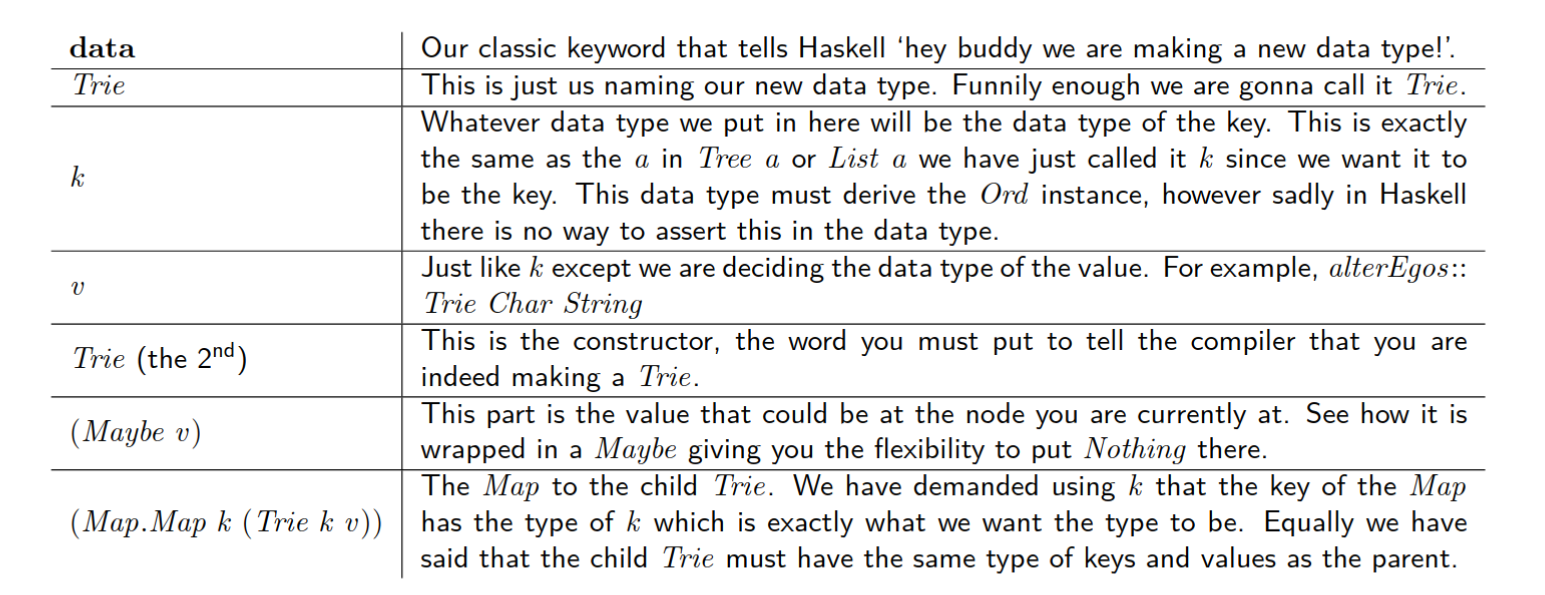 data Our classic keyword that tells Haskell ‘hey buddy we are making a new data type!’.
Trie This is just us naming our new data type. Funnily enough we are gonna call it Trie.
k Whatever data type we put in here will be the data type of the key. This is exactly
the same as the a in Tree a or List a we have just called it k since we want it to
be the key. This data type must derive the Ord instance, however sadly in Haskell
there is no way to assert this in the data type.
v Just like k except we are deciding the data type of the value. For example, alterEgos::
Trie Char String
Trie (the 2nd) This is the constructor, the word you must put to tell the compiler that you are
indeed making a Trie.
(Maybe v) This part is the value that could be at the node you are currently at. See how it is
wrapped in a Maybe giving you the flexibility to put Nothing there.
(Map.Map k (Trie k v)) The Map to the child Trie. We have demanded using k that the key of the Map
has the type of k which is exactly what we want the type to be. Equally we have
said that the child Trie must have the same type of keys and values as the parent.